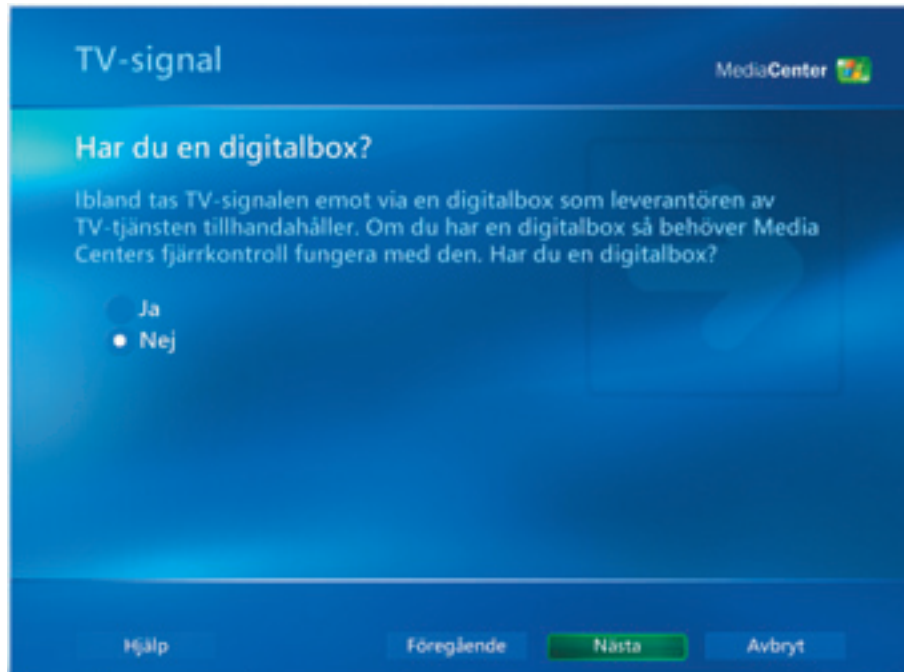 TV-signal
MediaCenter
Har du en digitalbox?
Ibland tas TV-signalen emot via en digitalbox som leverantören av
TV-tjänsten tillhandahåller. Om du har en digitalbox så behöver Media
Centers fjärrkontroll fungera med den. Har du en digitalbox?
Ja
Nej
Hjälp Föregående Nästa Avbryt